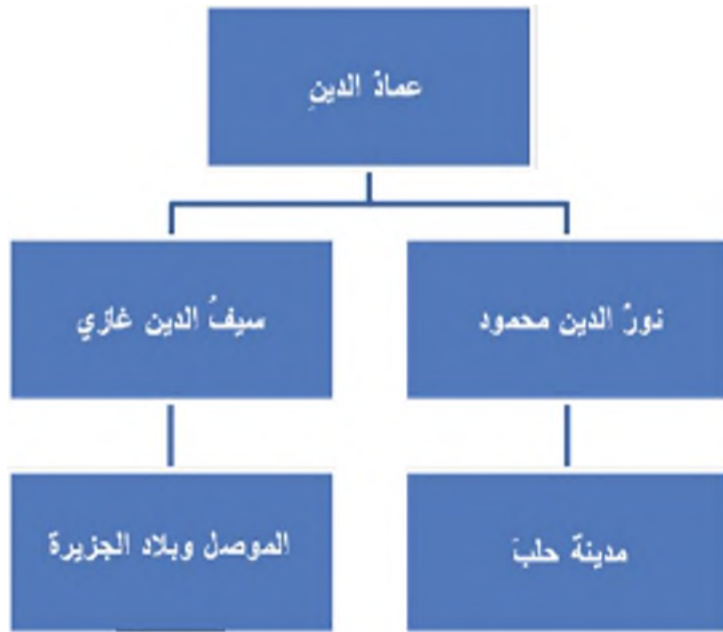 عمادُ الدينِ
نورُ الدين محمود
سيفُ الدين غازي
مدينة حلبَ
الموصل وبلاد الجزيرة